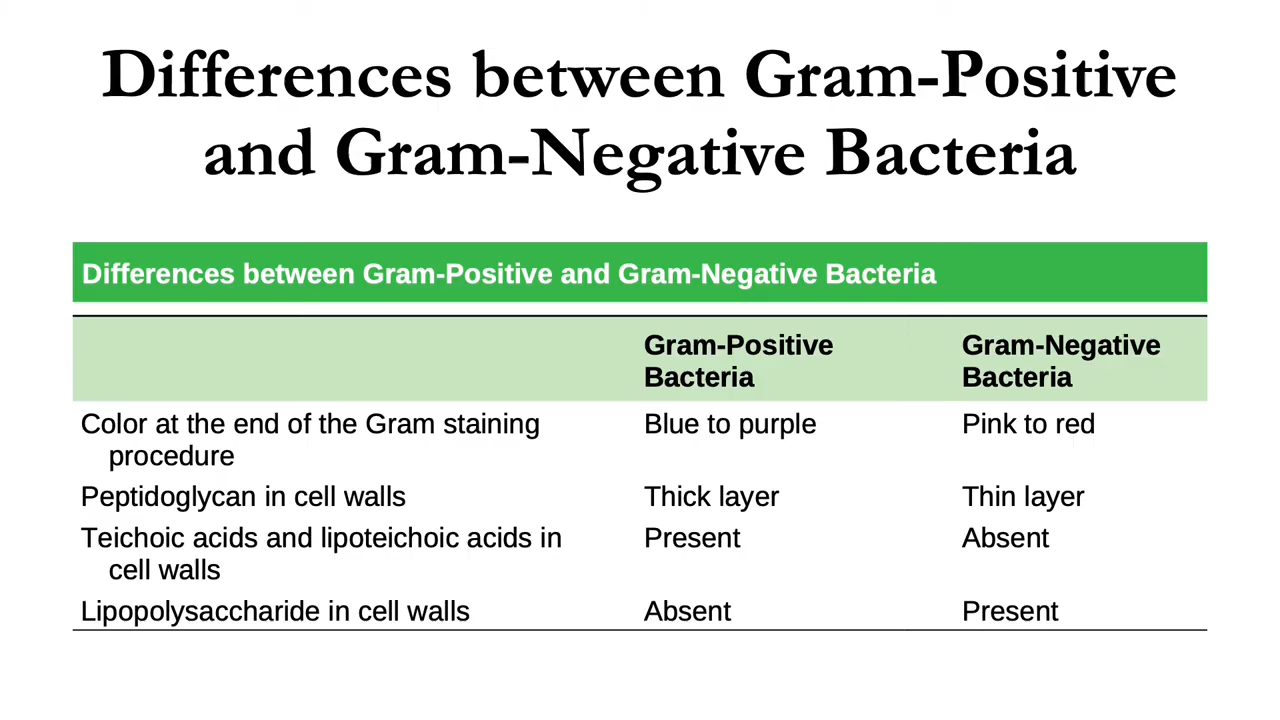 Differences between Gram-Positive
and Gram-Negative Bacteria
Differences between Gram-Positive and Gram-Negative Bacteria
Gram-Positive Bacteria Gram-Negative Bacteria
Color at the end of the Gram staining procedure Blue to purple Pink to red
Peptidoglycan in cell walls Thick layer Thin layer
Teichoic acids and lipoteichoic acids in cell walls Present Absent
Lipopolysaccharide in cell walls Absent Present